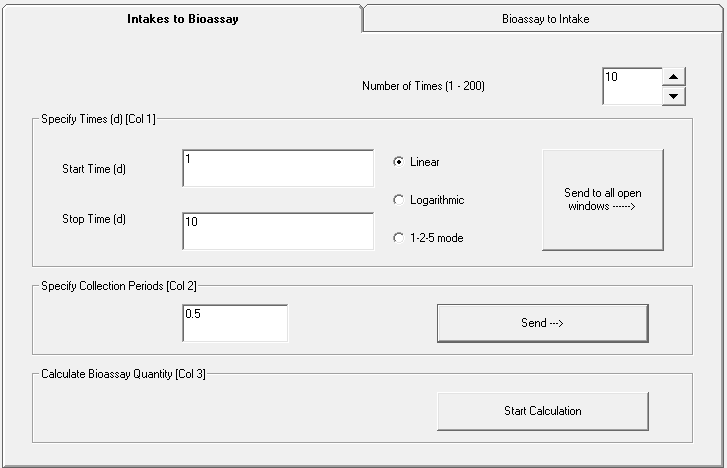 Intakes to Bioassay
Bioassay to Intake
Number of Times (1 - 200)
10
Specify Times (d) [Col 1]
Start Time (d)
1
Linear
Send to all open
windows ------>
Logarithmic
Stop Time (d)
10
1-2-5 mode
Specify Collection Periods [Col 2]
0.5
Send --->
Calculate Bioassay Quantity [Col 3]
Start Calculation